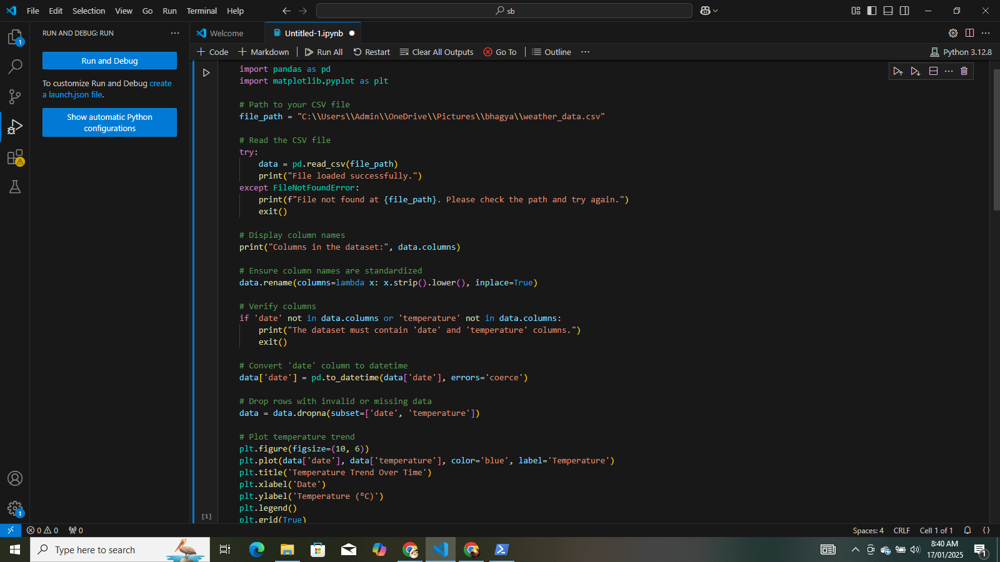 File Edit Selection View Go Run Terminal Help
sb
RUN AND DEBUG: RUN
Run and Debug
To customize Run and Debug create
a launch.json file.
Show automatic Python
configurations
Welcome
Untitled-1.ipynb
Code Markdown Run All Restart Clear All Outputs Go To Outline
Python 3.12.8
import pandas as pd
import matplotlib.pyplot as plt
# Path to your CSV file
file_path = "C:\\Users\\Admin\\OneDrive\\Pictures\\bhagya\\weather_data.csv"
# Read the CSV file
try:
data = pd.read_csv(file_path)
print("File loaded successfully.")
except FileNotFoundError:
print(f"File not found at {file_path}. Please check the path and try again.")
exit()
# Display column names
print("Columns in the dataset:", data.columns)
# Ensure column names are standardized
data.rename(columns=lambda x: x.strip().lower(), inplace=True)
# Verify columns
if 'date' not in data.columns or 'temperature' not in data.columns:
print("The dataset must contain 'date' and 'temperature' columns.")
exit()
# Convert 'date' column to datetime
data['date'] = pd.to_datetime(data['date'], errors='coerce')
# Drop rows with invalid or missing data
data = data.dropna(subset=['date', 'temperature'])
# Plot temperature trend
plt.figure(figsize=(10, 6))
plt.plot(data['date'], data['temperature'], color='blue', label='Temperature')
plt.title('Temperature Trend Over Time')
plt.xlabel('Date')
plt.ylabel('Temperature (°C)')
plt.legend()
plt.grid(True)
[1]
1
1
0 0 0
Spaces: 4 CRLF Cell 1 of 1
Type here to search
8:40 AM
17/01/2025
1